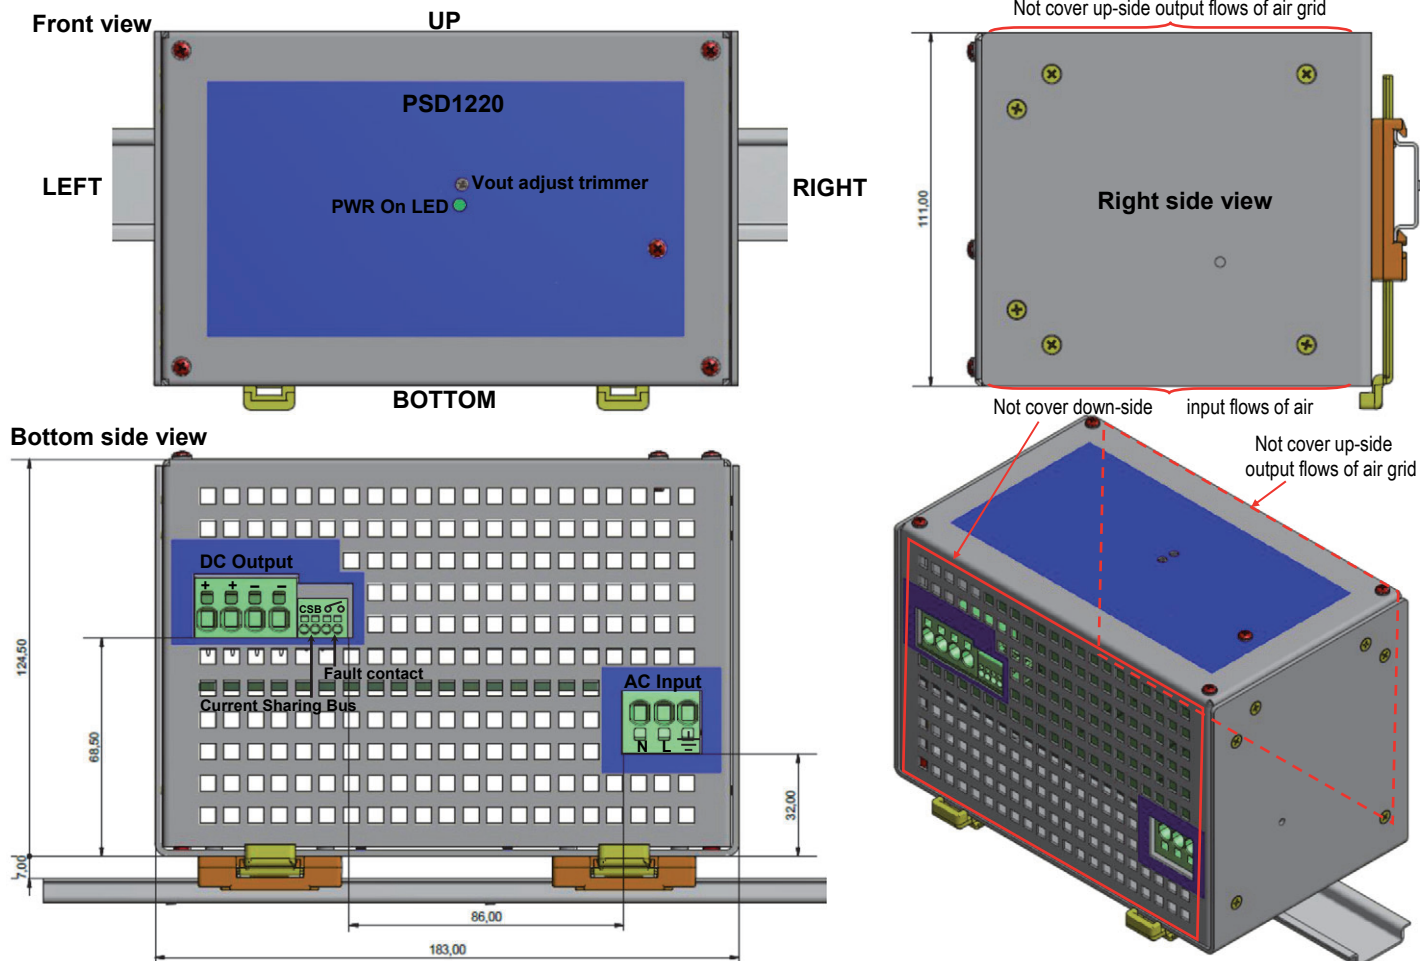 Front view
UP
PSD1220
LEFT
Vout adjust trimmer
PWR On LED
RIGHT
BOTTOM
Not cover up-side output flows of air grid
111,00
Right side view
Not cover down-side input flows of air
Not cover up-side
output flows of air grid
Bottom side view
DC Output
+ + – –
CSB
Fault contact
Current Sharing Bus
AC Input
N L
124,50
68,50
32,00
7,00
86,00
183,00